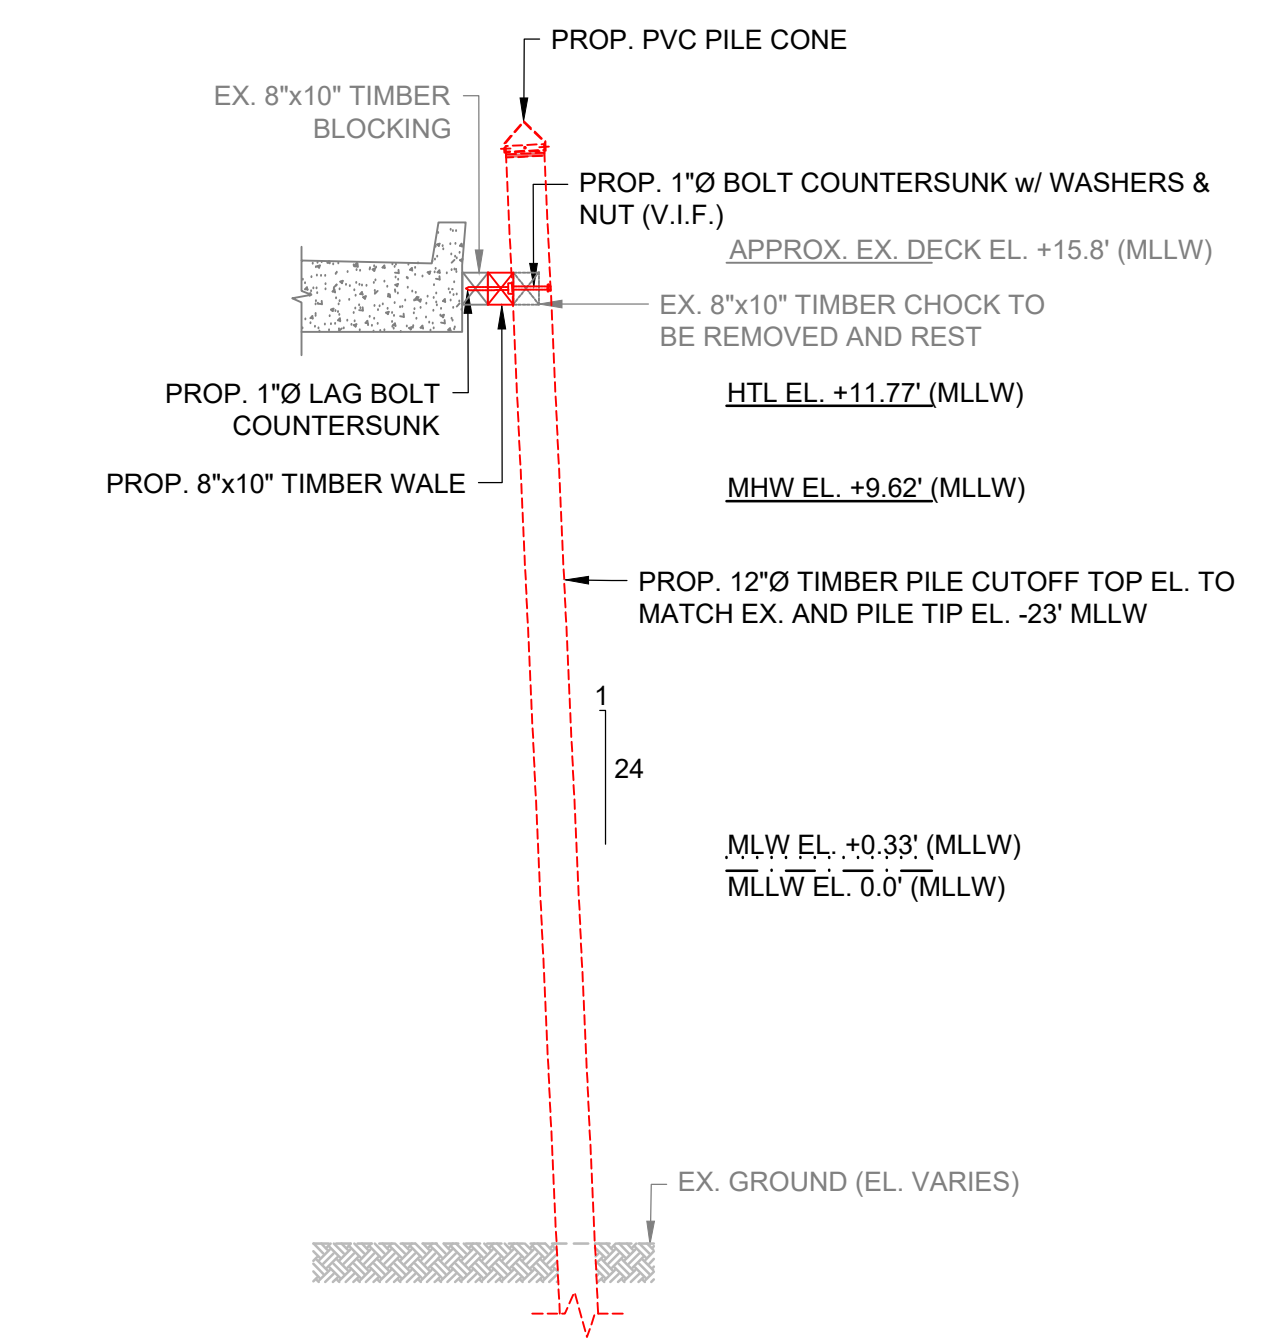 PROP. PVC PILE CONE
EX. 8"x10" TIMBER
BLOCKING
PROP. 1"Ø BOLT COUNTERSUNK w/ WASHERS &
NUT (V.I.F.)
APPROX. EX. DECK EL. +15.8' (MLLW)
EX. 8"x10" TIMBER CHOCK TO
BE REMOVED AND REST
PROP. 1"Ø LAG BOLT
COUNTERSUNK
HTL EL. +11.77' (MLLW)
PROP. 8"x10" TIMBER WALE
MHW EL. +9.62' (MLLW)
PROP. 12"Ø TIMBER PILE CUTOFF TOP EL. TO
MATCH EX. AND PILE TIP EL. -23' MLLW
1
24
MLW EL. +0.33' (MLLW)
MLLW EL. 0.0' (MLLW)
EX. GROUND (EL. VARIES)